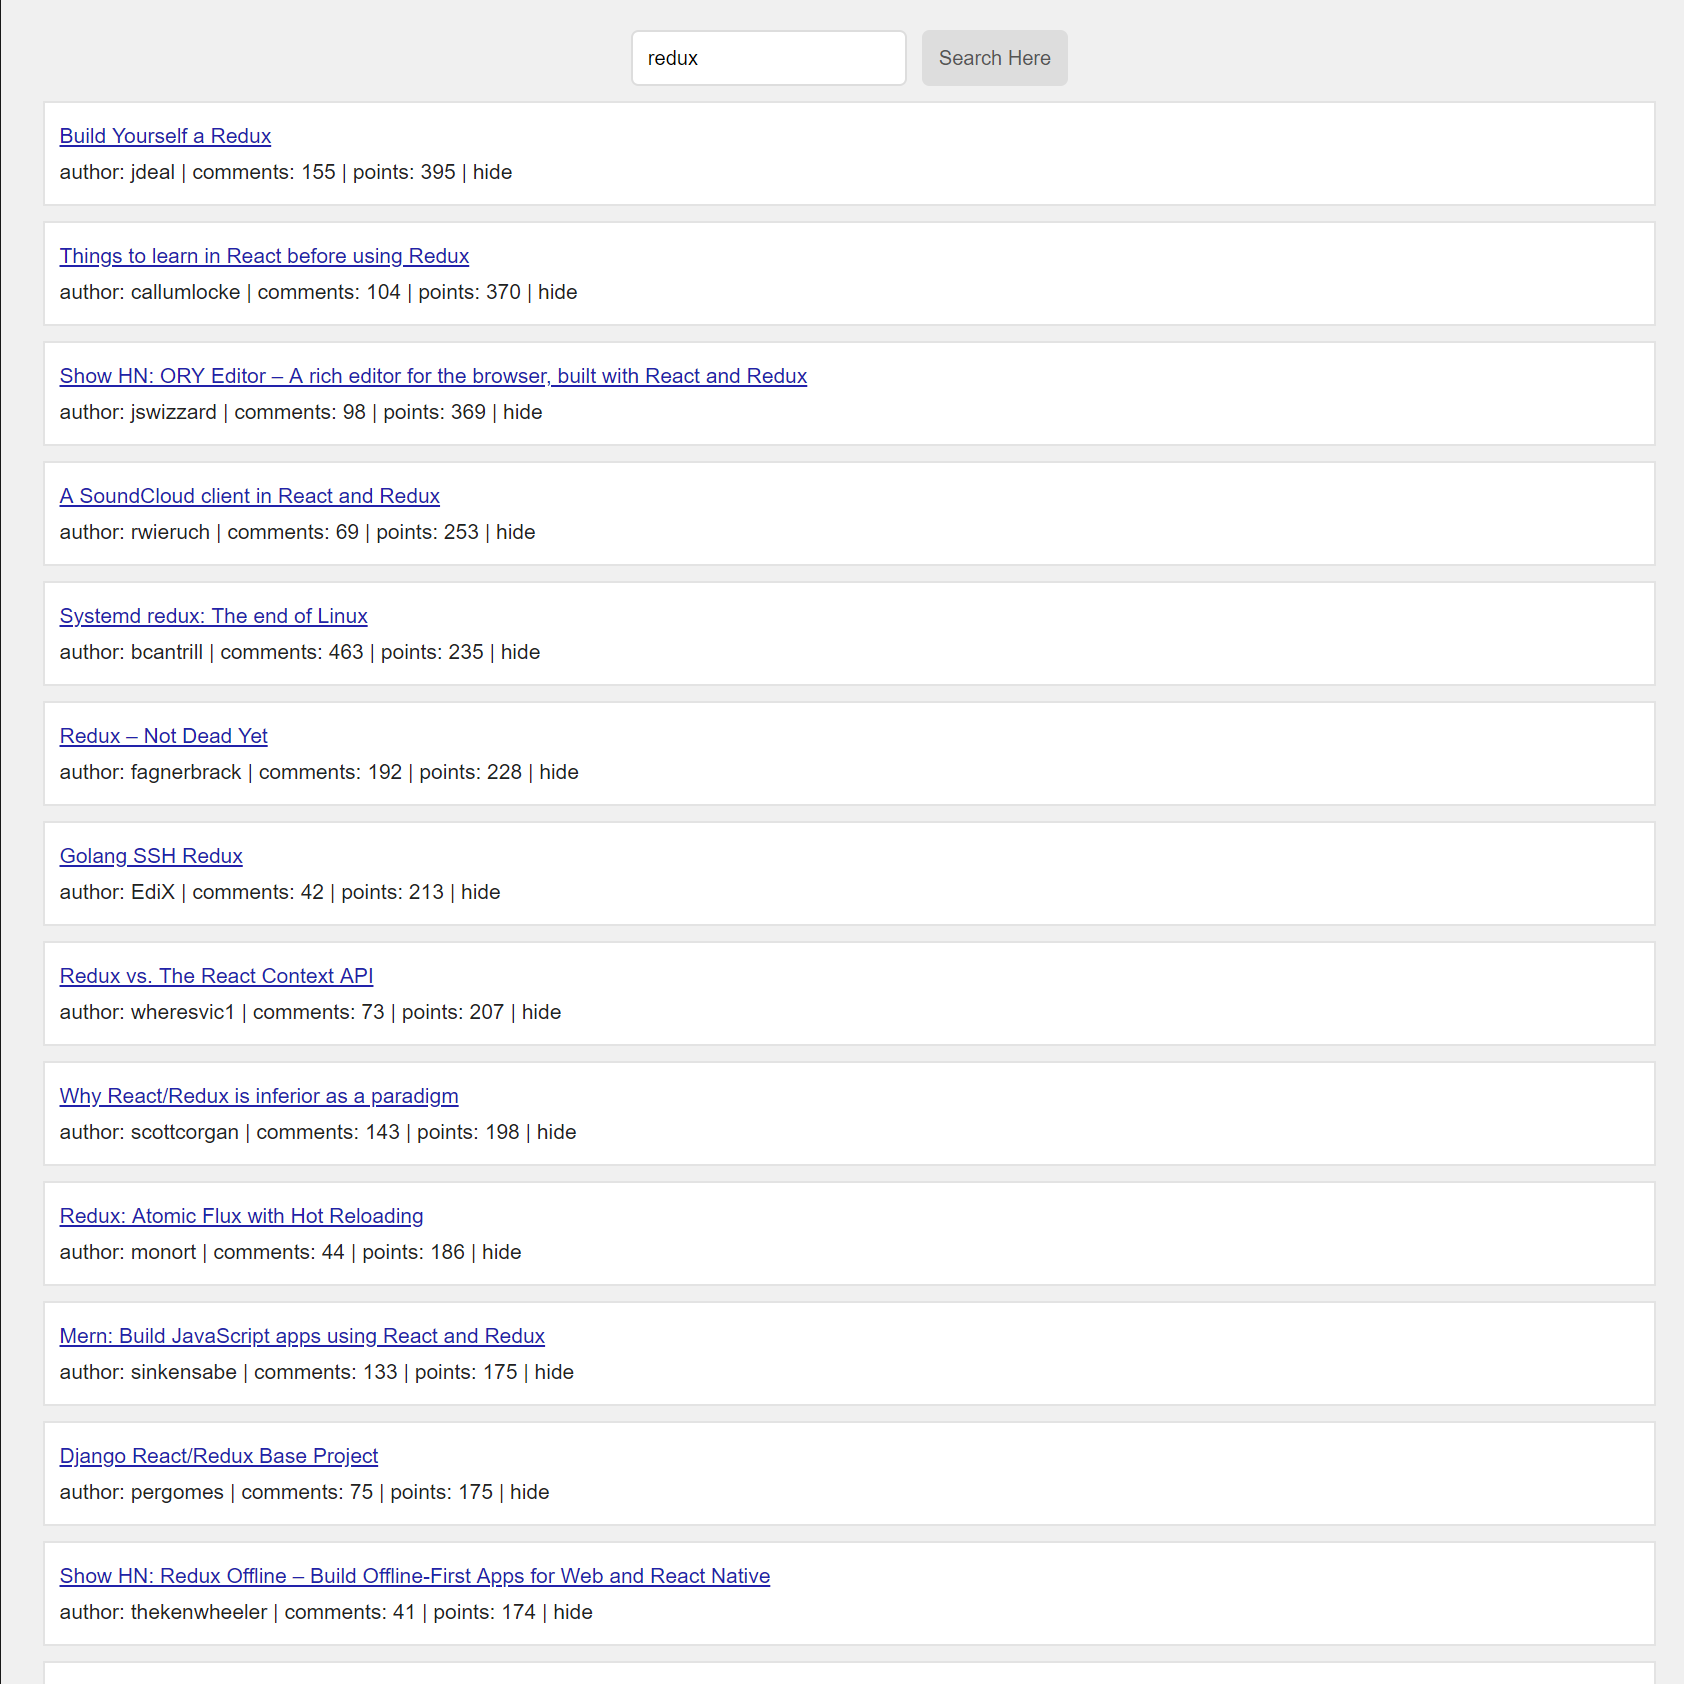 redux
Search Here
Build Yourself a Redux
author: jdeal | comments: 155 | points: 395 | hide
Things to learn in React before using Redux
author: callumlocke | comments: 104 | points: 370 | hide
Show HN: ORY Editor – A rich editor for the browser, built with React and Redux
author: jswizzard | comments: 98 | points: 369 | hide
A SoundCloud client in React and Redux
author: rwieruch | comments: 69 | points: 253 | hide
Systemd redux: The end of Linux
author: bcantrill | comments: 463 | points: 235 | hide
Redux – Not Dead Yet
author: fagnerbrack | comments: 192 | points: 228 | hide
Golang SSH Redux
author: EdiX | comments: 42 | points: 213 | hide
Redux vs. The React Context API
author: wheresvic1 | comments: 73 | points: 207 | hide
Why React/Redux is inferior as a paradigm
author: scottcorgan | comments: 143 | points: 198 | hide
Redux: Atomic Flux with Hot Reloading
author: monort | comments: 44 | points: 186 | hide
Mern: Build JavaScript apps using React and Redux
author: sinkensabe | comments: 133 | points: 175 | hide
Django React/Redux Base Project
author: pergomes | comments: 75 | points: 175 | hide
Show HN: Redux Offline – Build Offline-First Apps for Web and React Native
author: thekenwheeler | comments: 41 | points: 174 | hide